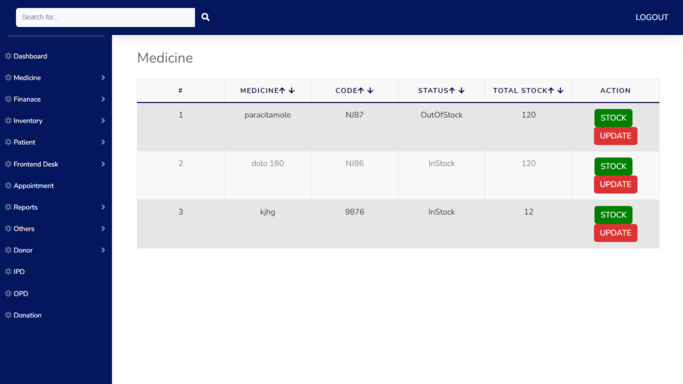 Search for...
LOGOUT
Dashboard
Medicine
Finanace
Inventory
Patient
Frontend Desk
Appointment
Reports
Others
Donor
IPD
OPD
Donation
Medicine
# MEDICINE↑ ↓ CODE↑ ↓ STATUS↑ ↓ TOTAL STOCK↑ ↓ ACTION
1 paracitamole NJ87 OutOfStock 120 STOCK
UPDATE
2 dolo 180 NJ86 InStock 120 STOCK
UPDATE
3 kjhg 9876 InStock 12 STOCK
UPDATE